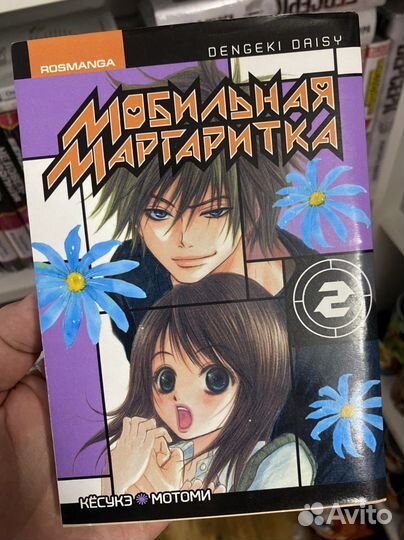 ROSMANGA
DENGEKI DAISY
МОБИЛЬНАЯ
МАРГАРИТКА
2
КЁСУКЭ МОТОМИ
Avito